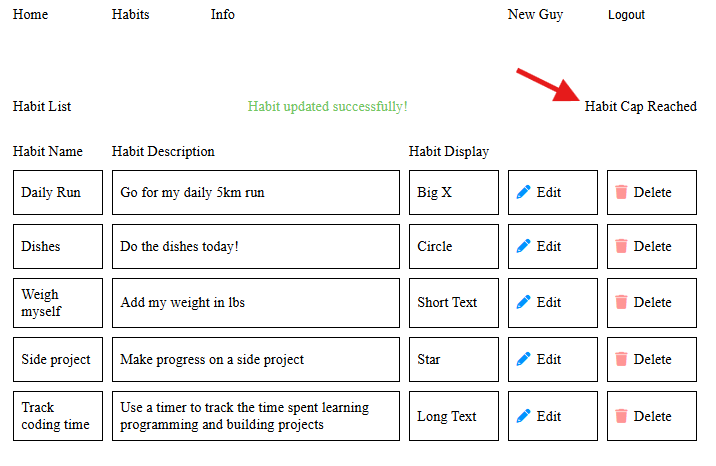 Home Habits Info New Guy Logout
Habit List Habit updated successfully! Habit Cap Reached
Habit Name Habit Description Habit Display
Daily Run Go for my daily 5km run Big X Edit Delete
Dishes Do the dishes today! Circle Edit Delete
Weigh
myself Add my weight in lbs Short Text Edit Delete
Side project Make progress on a side project Star Edit Delete
Track
coding time Use a timer to track the time spent learning
programming and building projects Long Text Edit Delete